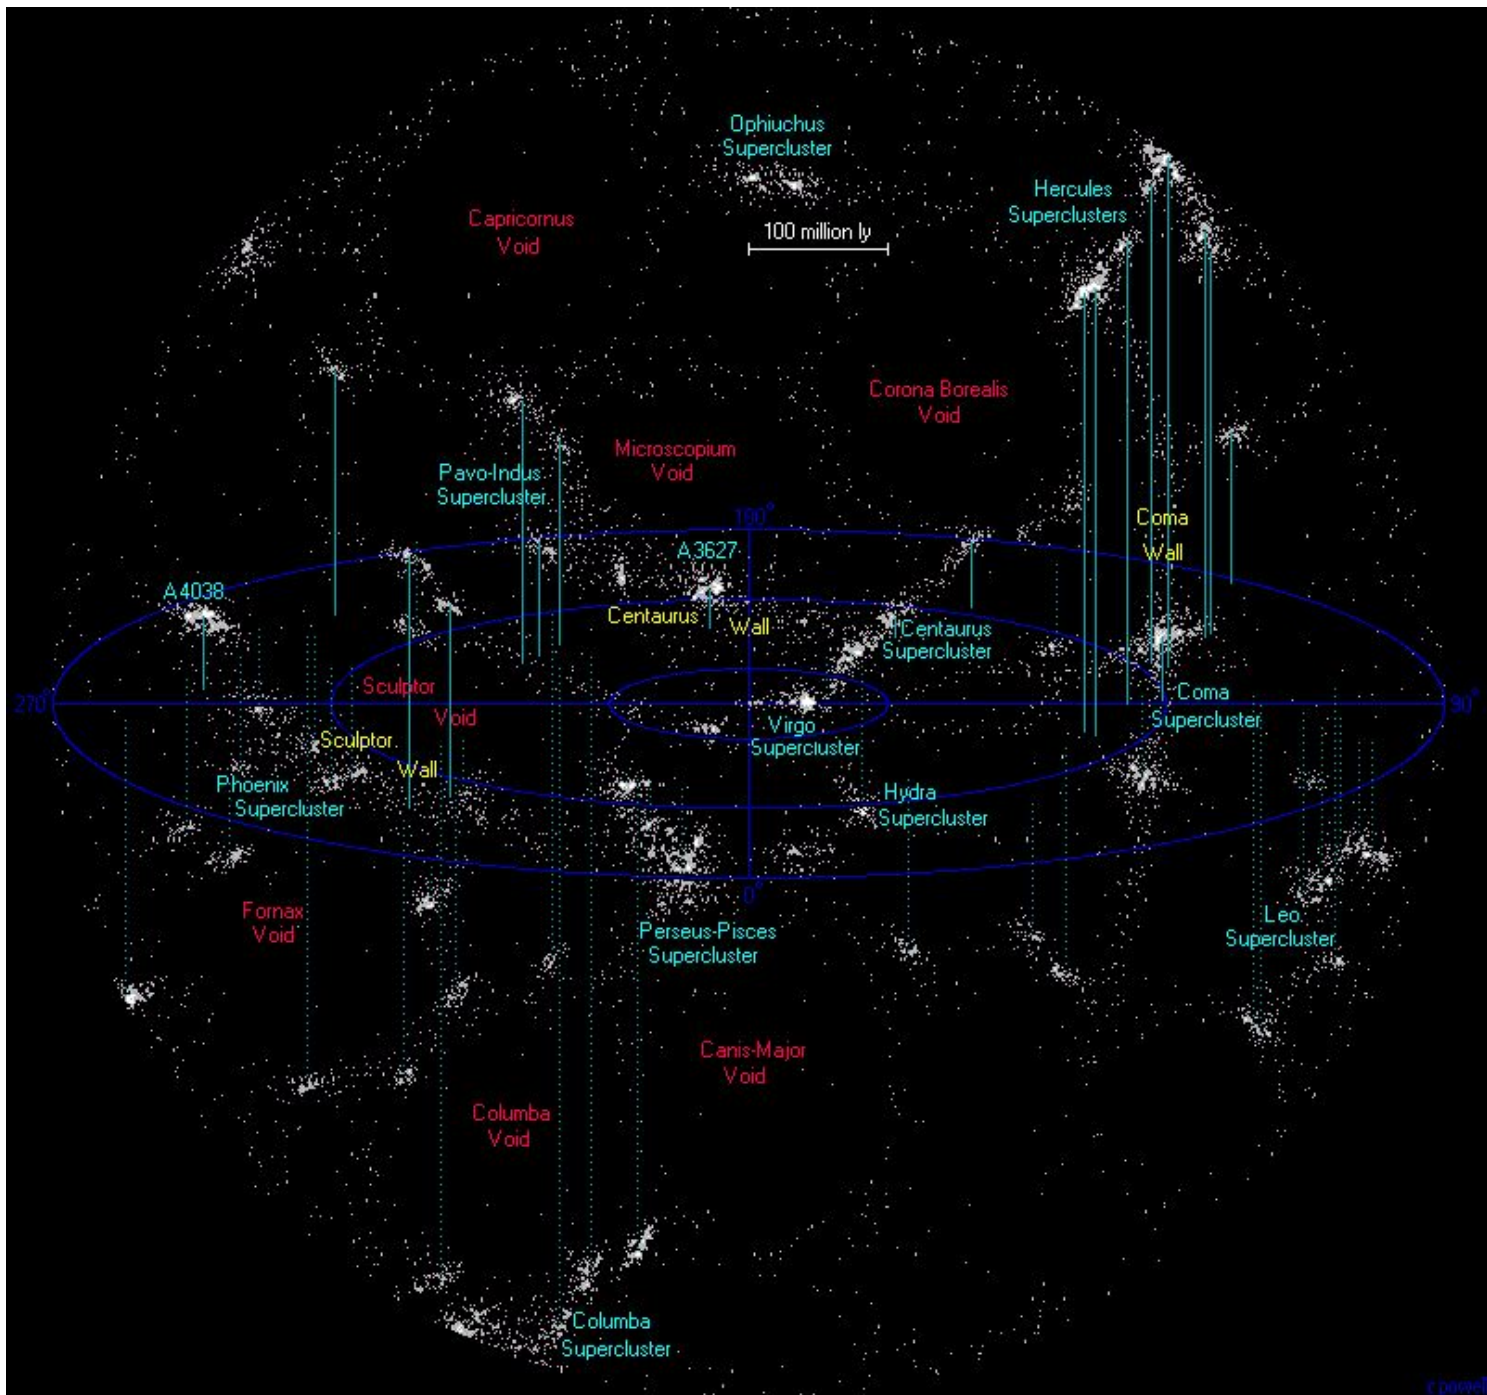 Ophiuchus
Supercluster
Hercules
Superclusters
Capricornus
Void
100 million ly
Corona Borealis
Void
Microscopium
Void
Pavo-Indus
Supercluster
180°
Coma
Wall
A3627
A4038
Centaurus
Wall
Centaurus
Supercluster
Sculptor
Void
270°
90°
Coma
Supercluster
Virgo
Supercluster
Sculptor
Wall
Phoenix
Supercluster
Hydra
Supercluster
0°
Fornax
Void
Perseus-Pisces
Supercluster
Leo
Supercluster
Canis-Major
Void
Columba
Void
Columba
Supercluster